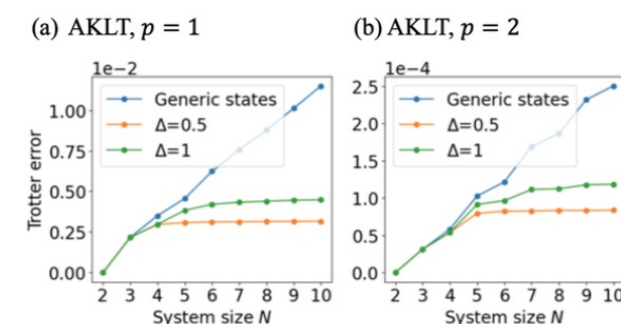 (a) AKLT, p = 1
1e−2
Generic states
Δ=0.5
Δ=1
Trotter error
1.00
0.75
0.50
0.25
0.00
2 3 4 5 6 7 8 9 10
System size N
(b) AKLT, p = 2
1e−4
Generic states
Δ=0.5
Δ=1
2.5
2.0
1.5
1.0
0.5
0.0
2 3 4 5 6 7 8 9 10
System size N